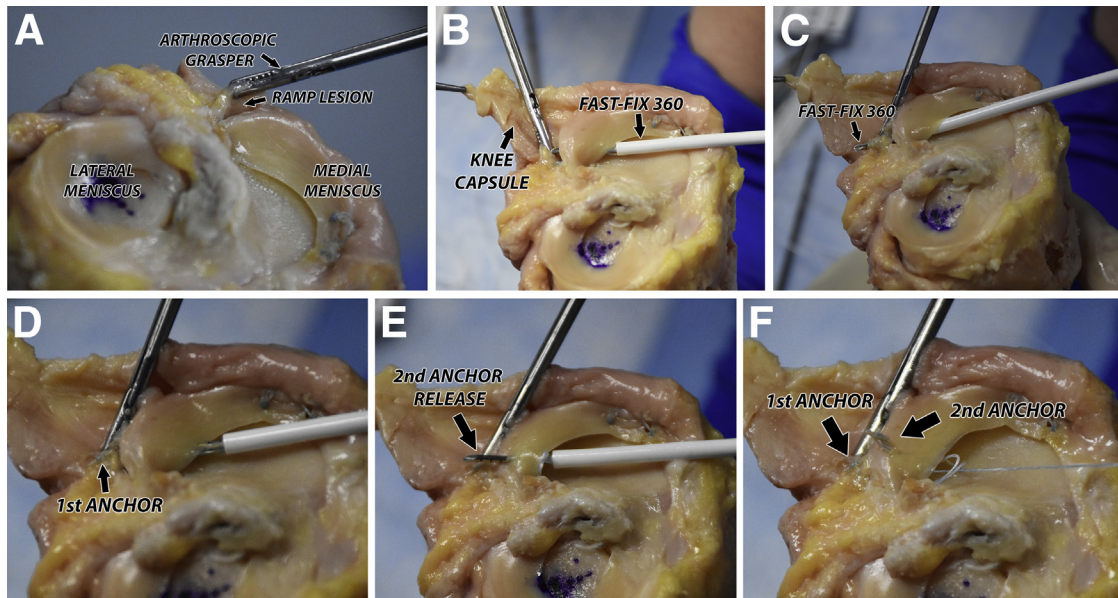 A
ARTHROSCOPIC
GRASPER
RAMP LESION
LATERAL
MENISCUS
MEDIAL
MENISCUS
B
FAST-FIX 360
KNEE
CAPSULE
C
FAST-FIX 360
D
1st ANCHOR
E
2nd ANCHOR
RELEASE
F
1st ANCHOR
2nd ANCHOR